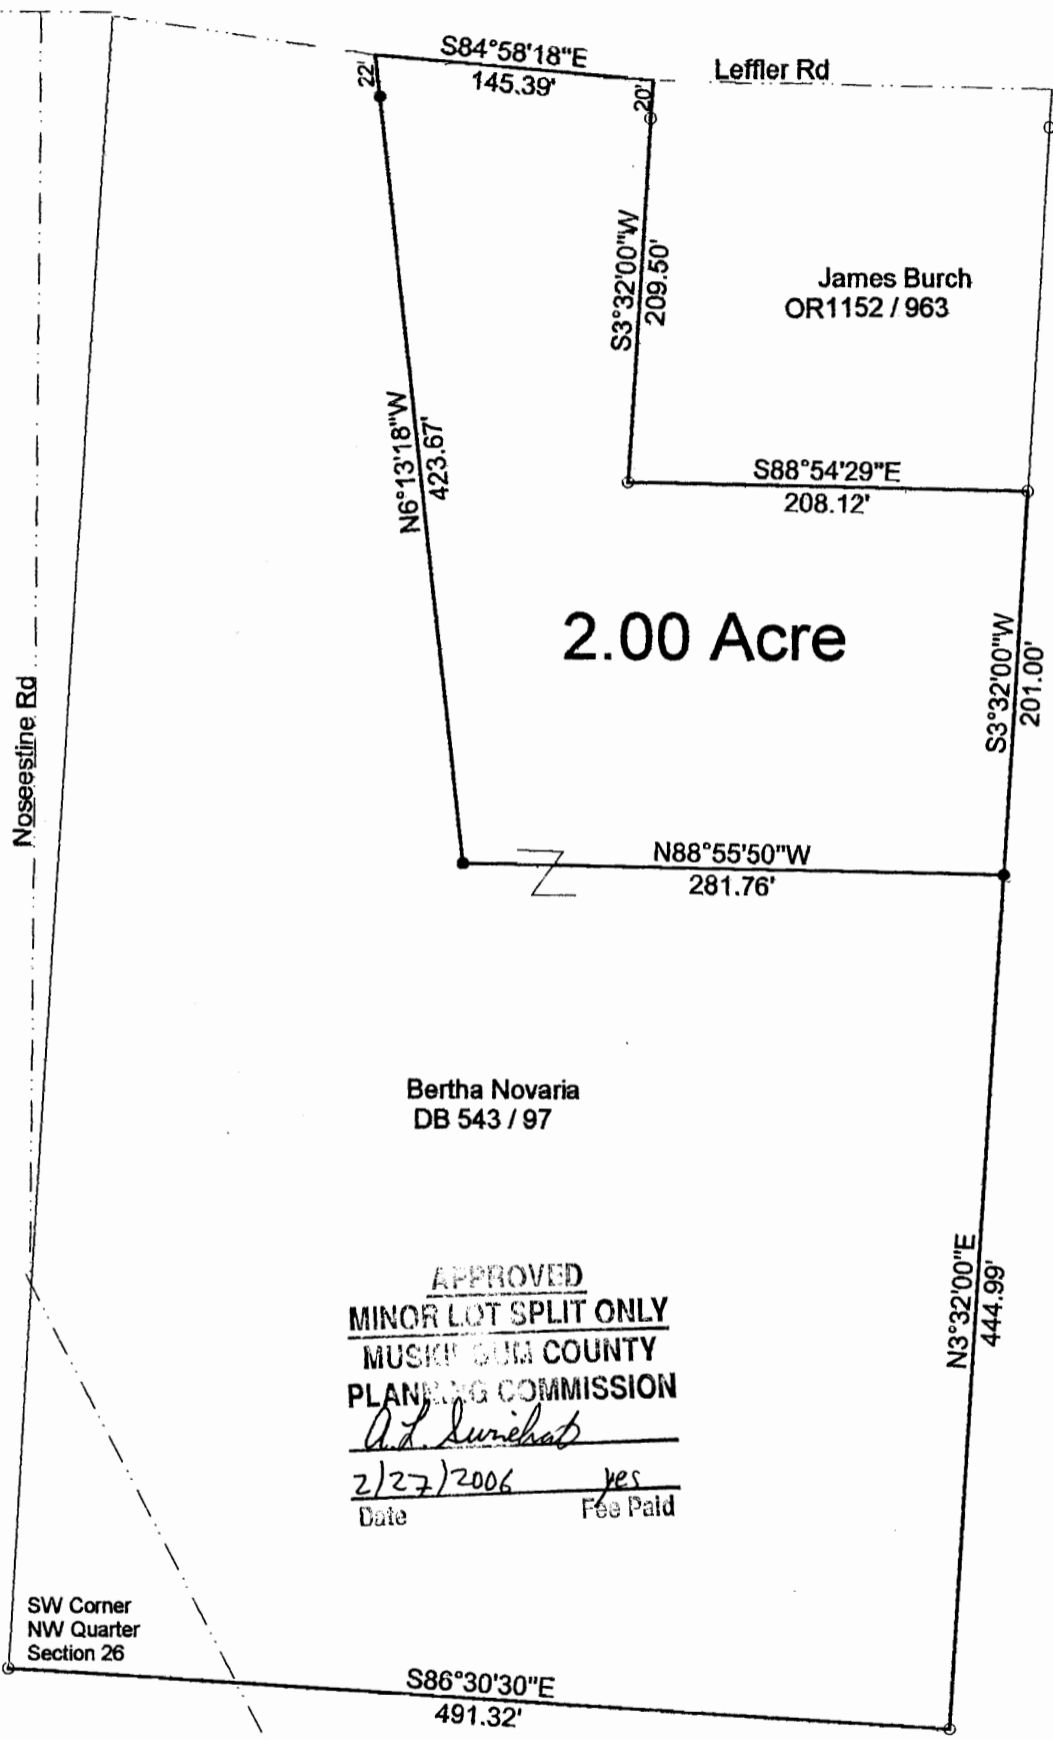 S84°58'18"E
145.39'
Leffler Rd
22'
20'
S3°32'00"W
209.50'
James Burch
OR1152 / 963
N6°13'18"W
423.67'
S88°54'29"E
208.12'
2.00 Acre
S3°32'00"W
201.00'
Noseestine Rd
N88°55'50"W
281.76'
Bertha Novaria
DB 543 / 97
N3°32'00"E
444.99'
APPROVED
MINOR LOT SPLIT ONLY
COUNTY
PLANNING COMMISSION
A.L.
2/27/2006 yes
Date Fee Paid
SW Corner
NW Quarter
Section 26
S86°30'30"E
491.32'